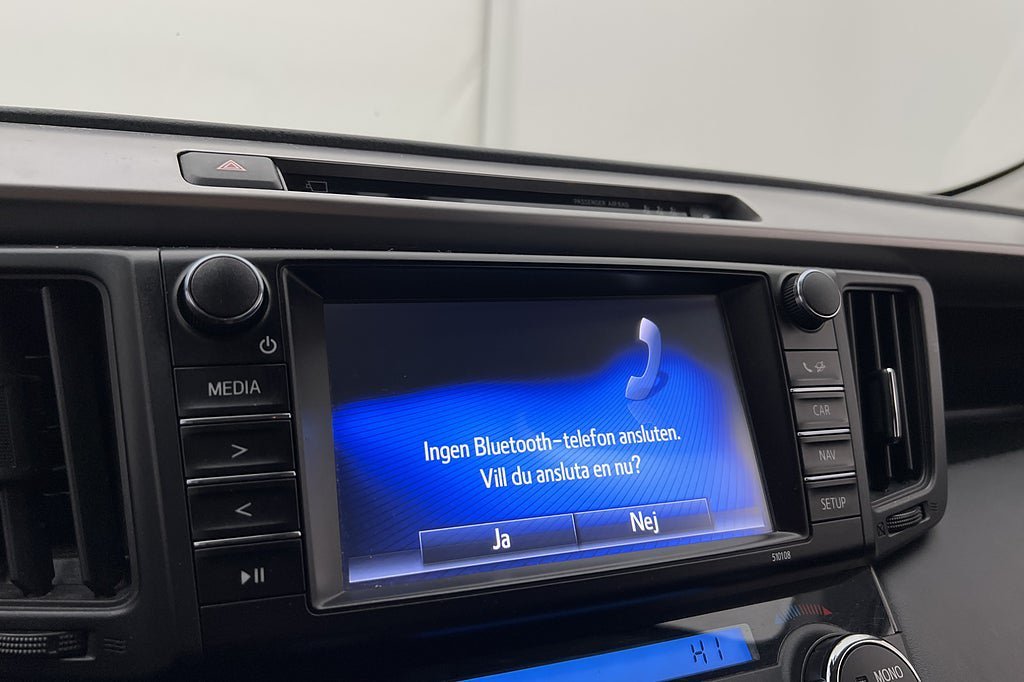 PASSENGER AIRBAG
MEDIA
>
<
Ingen Bluetooth-telefon ansluten.
Vill du ansluta en nu?
Ja
Nej
CAR
NAV
SETUP
510108
HI
MONO